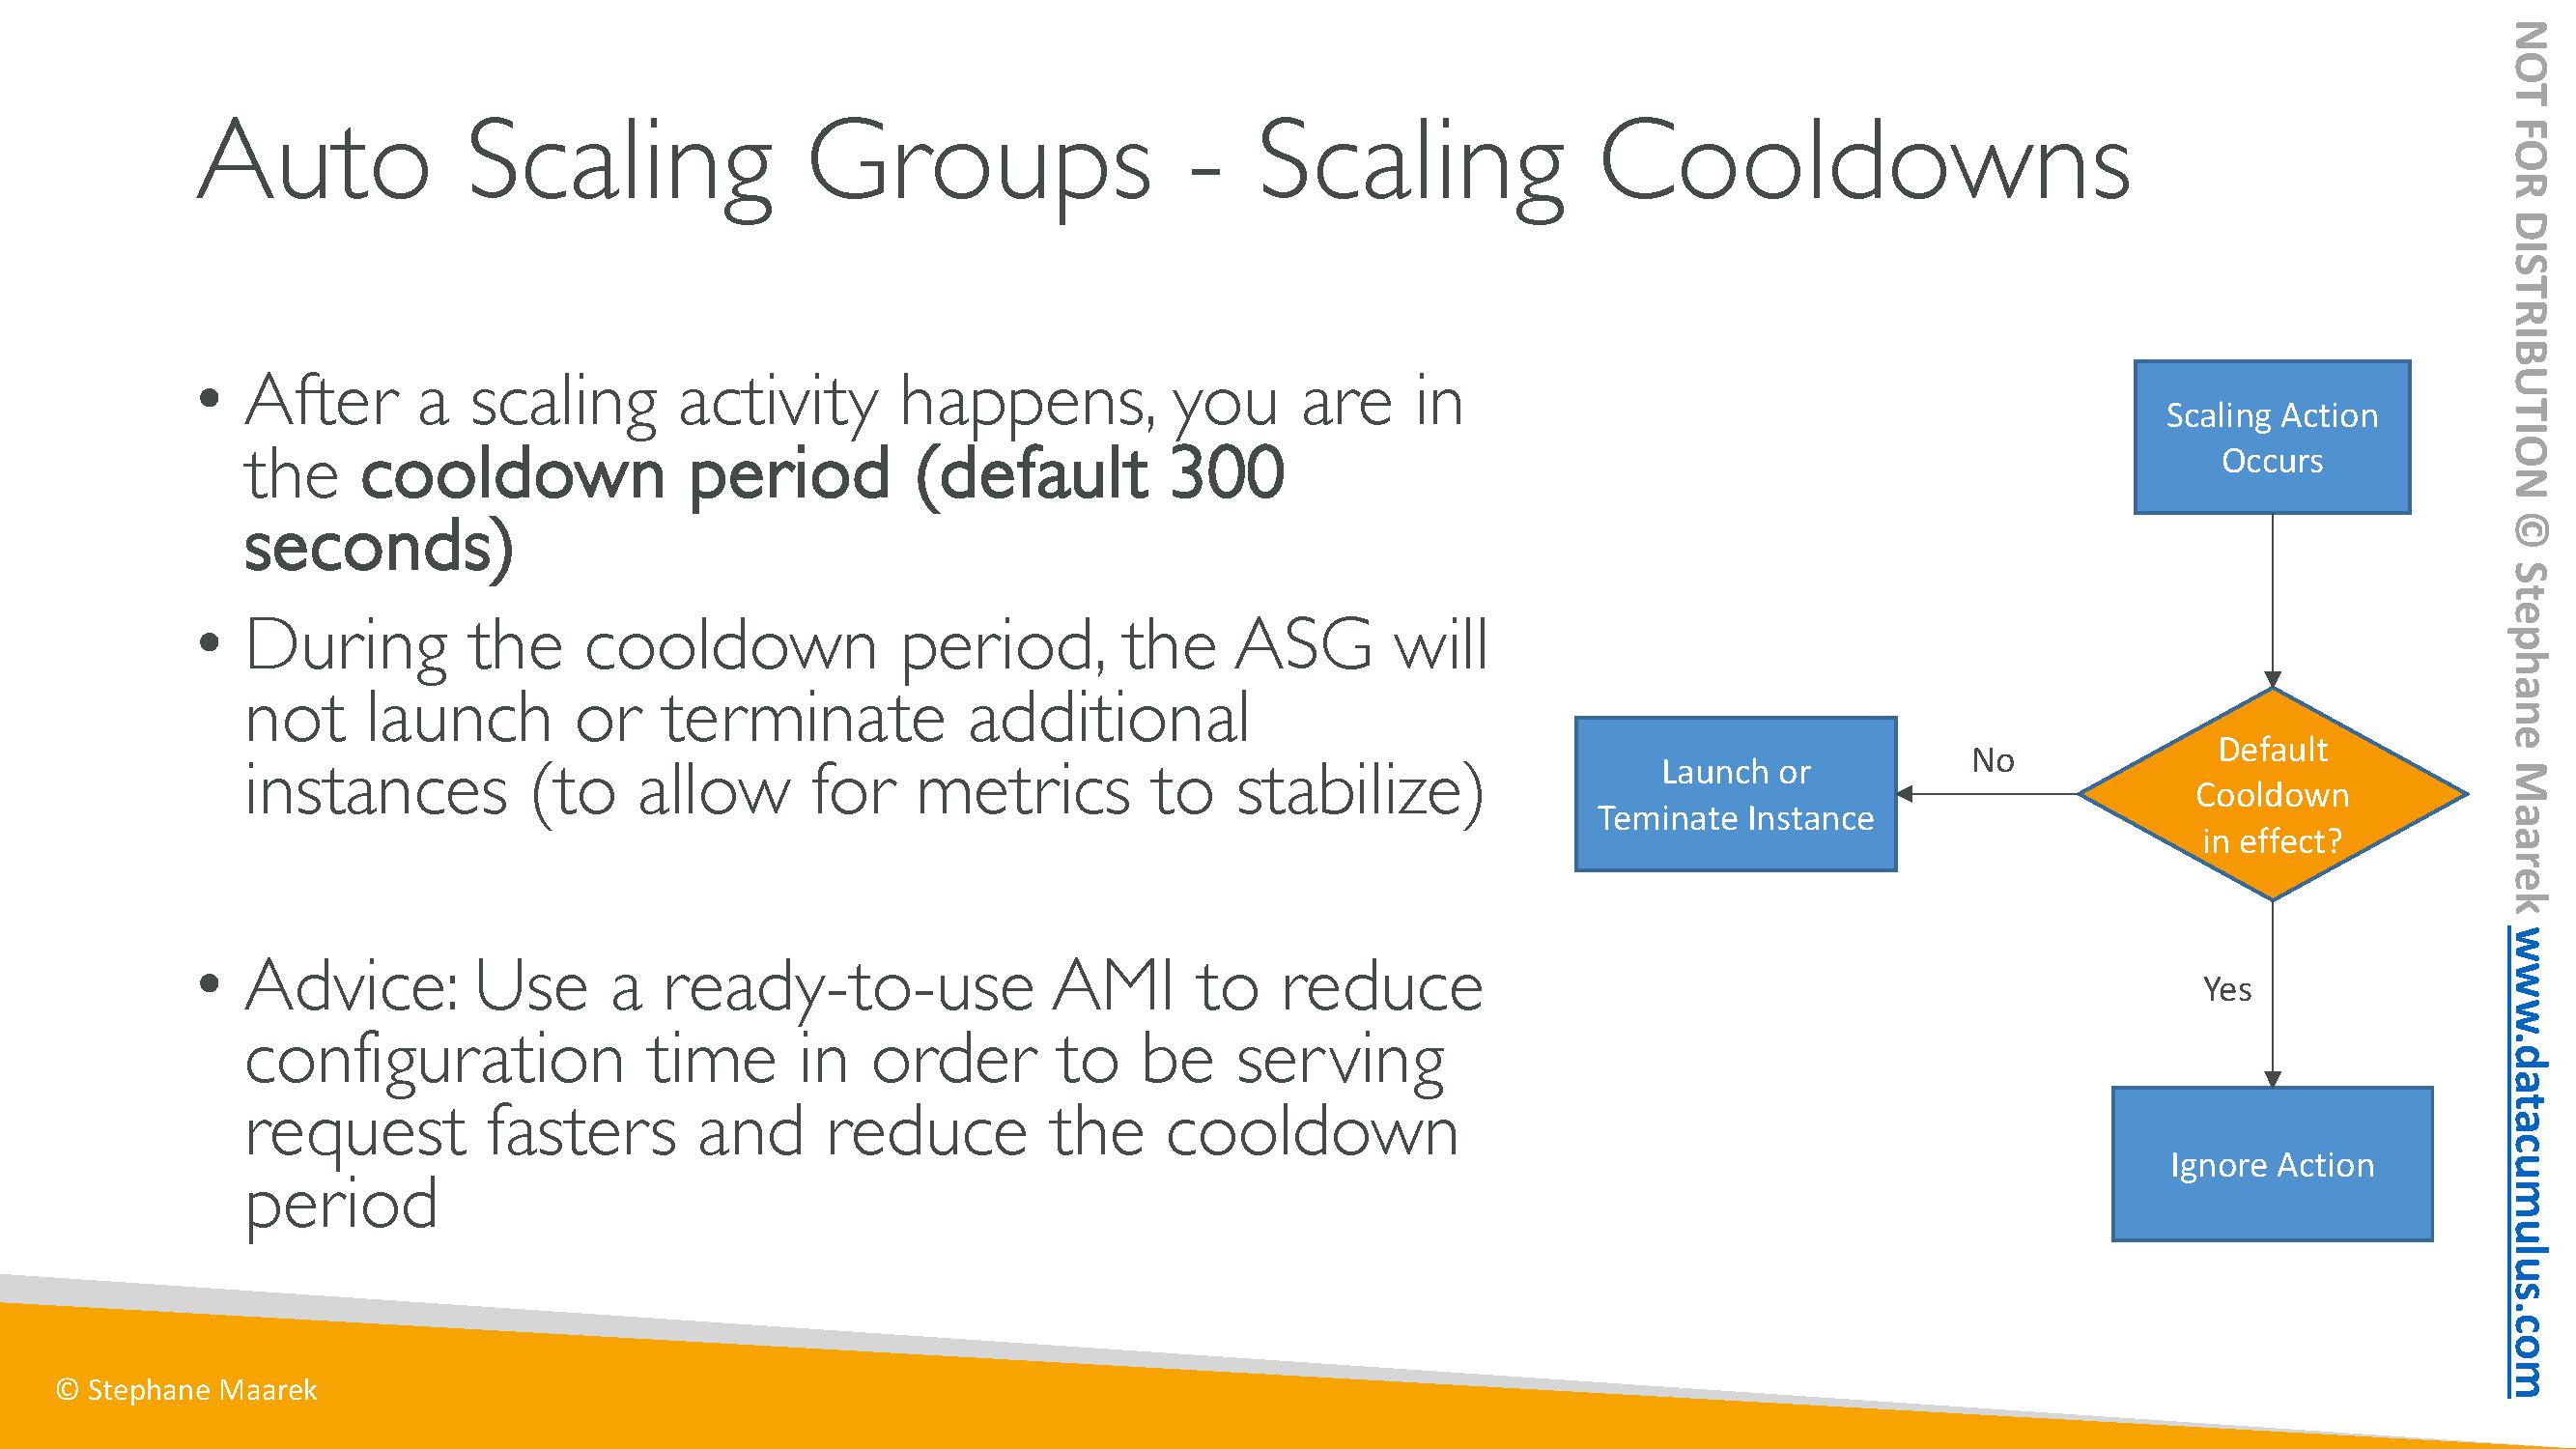 Auto Scaling Groups - Scaling Cooldowns
• After a scaling activity happens, you are in
the cooldown period (default 300
seconds)
• During the cooldown period, the ASG will
not launch or terminate additional
instances (to allow for metrics to stabilize)
• Advice: Use a ready-to-use AMI to reduce
configuration time in order to be serving
request fasters and reduce the cooldown
period
Scaling Action
Occurs
Default
Cooldown
in effect?
No
Launch or
Teminate Instance
Yes
Ignore Action
© Stephane Maarek
NOT FOR DISTRIBUTION © Stephane Maarek www.datacumulus.com